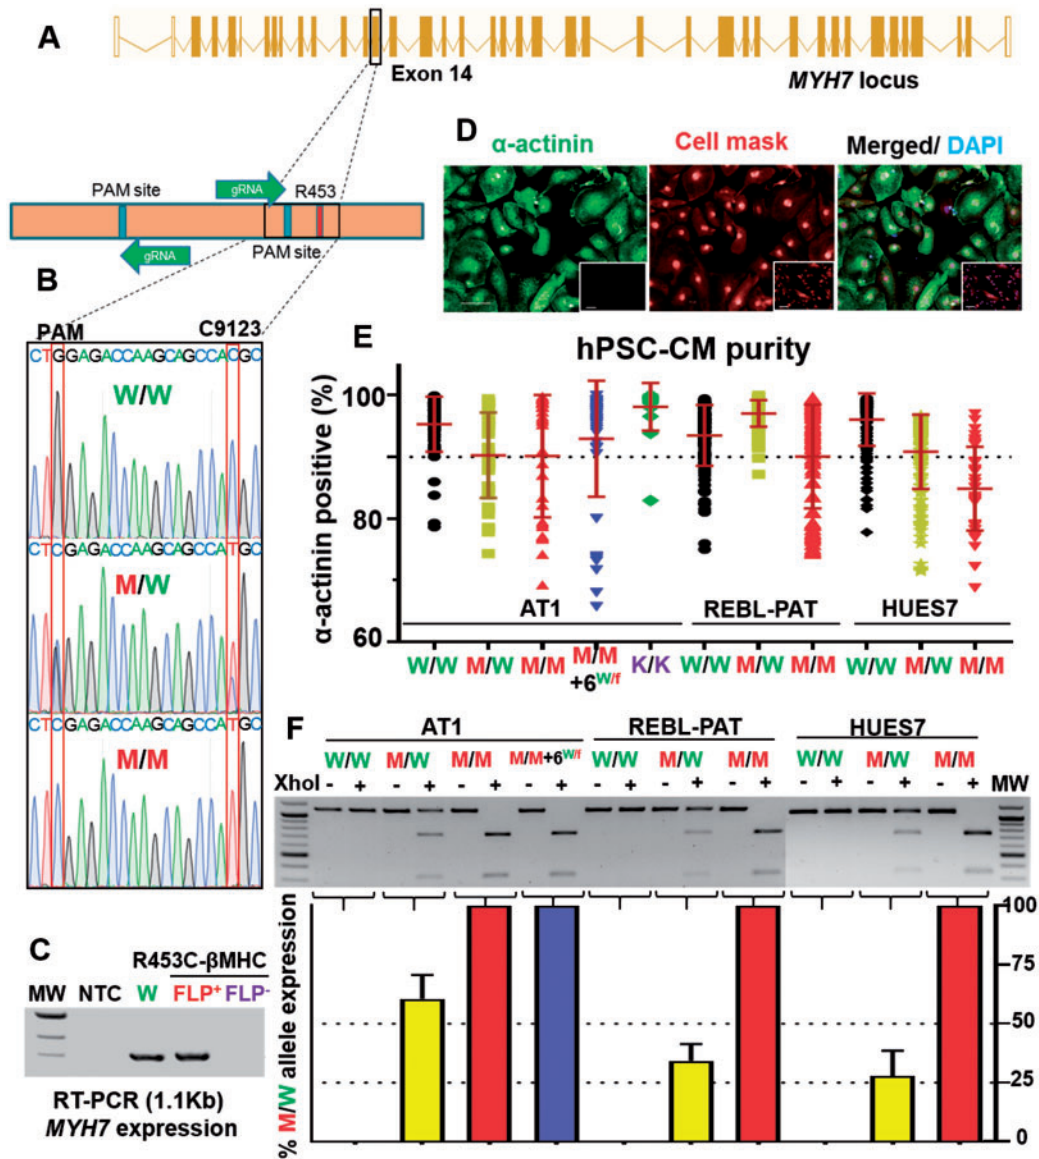 A
Exon 14
MYH7 locus
PAM site
gRNA
R453
gRNA
PAM site
B
PAM
C9123
CTGGAGACCAAGCAGCCACGC
W/W
CTCGAGACCAAGCAGCCATGC
M/W
CTCGAGACCAAGCAGCCATGC
M/M
C
R453C-βMHC
MW NTC W FLP+ FLP-
RT-PCR (1.1Kb)
MYH7 expression
D
α-actinin
Cell mask
Merged/ DAPI
E
hPSC-CM purity
α-actinin positive (%)
100
80
60
AT1 REBL-PAT HUES7
W/W M/W M/M M/M K/K W/W M/W M/M W/W M/W M/M
+6W/f
F
AT1 REBL-PAT HUES7
W/W M/W M/M M/M+6W/f W/W M/W M/M W/W M/W M/M
XhoI - + - + - + - + - + - + - + - + - + - + MW
% M/W allele expression
100
75
50
25
0